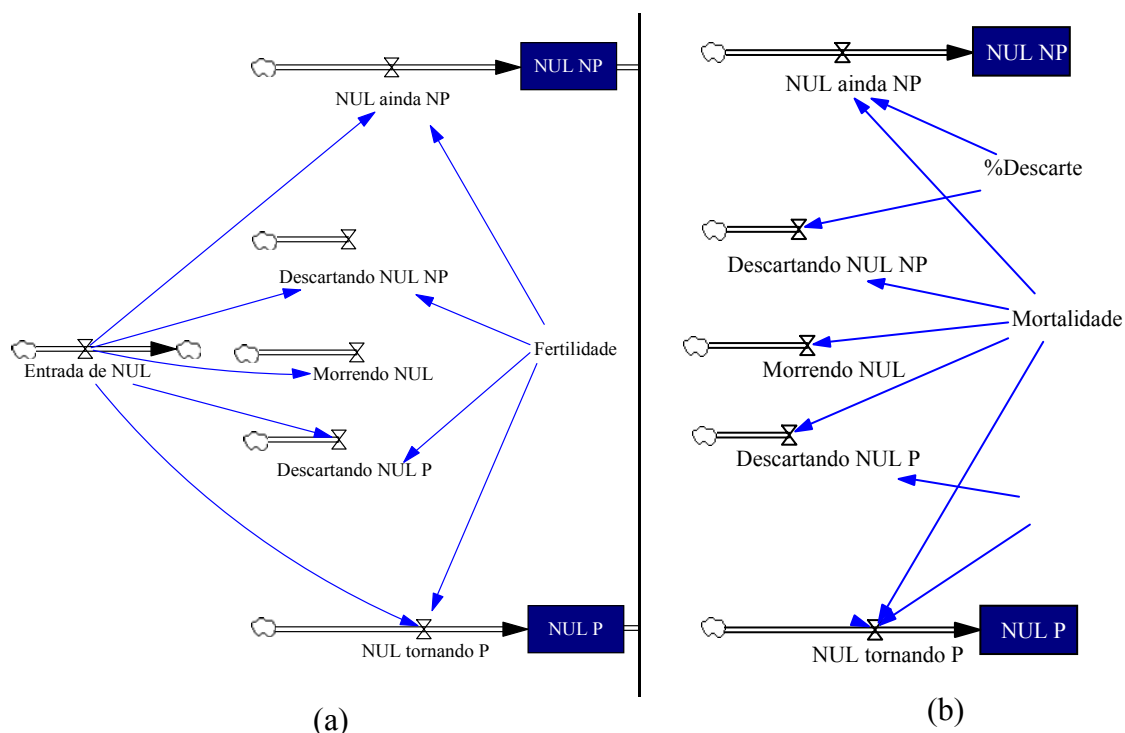 NUL NP
NUL ainda NP
Descartando NUL NP
Fertilidade
Entrada de NUL
Morrendo NUL
Descartando NUL P
NUL P
NUL tornando P
(a)
NUL NP
NUL ainda NP
%Descarte
Descartando NUL NP
Mortalidade
Morrendo NUL
Descartando NUL P
NUL P
NUL tornando P
(b)